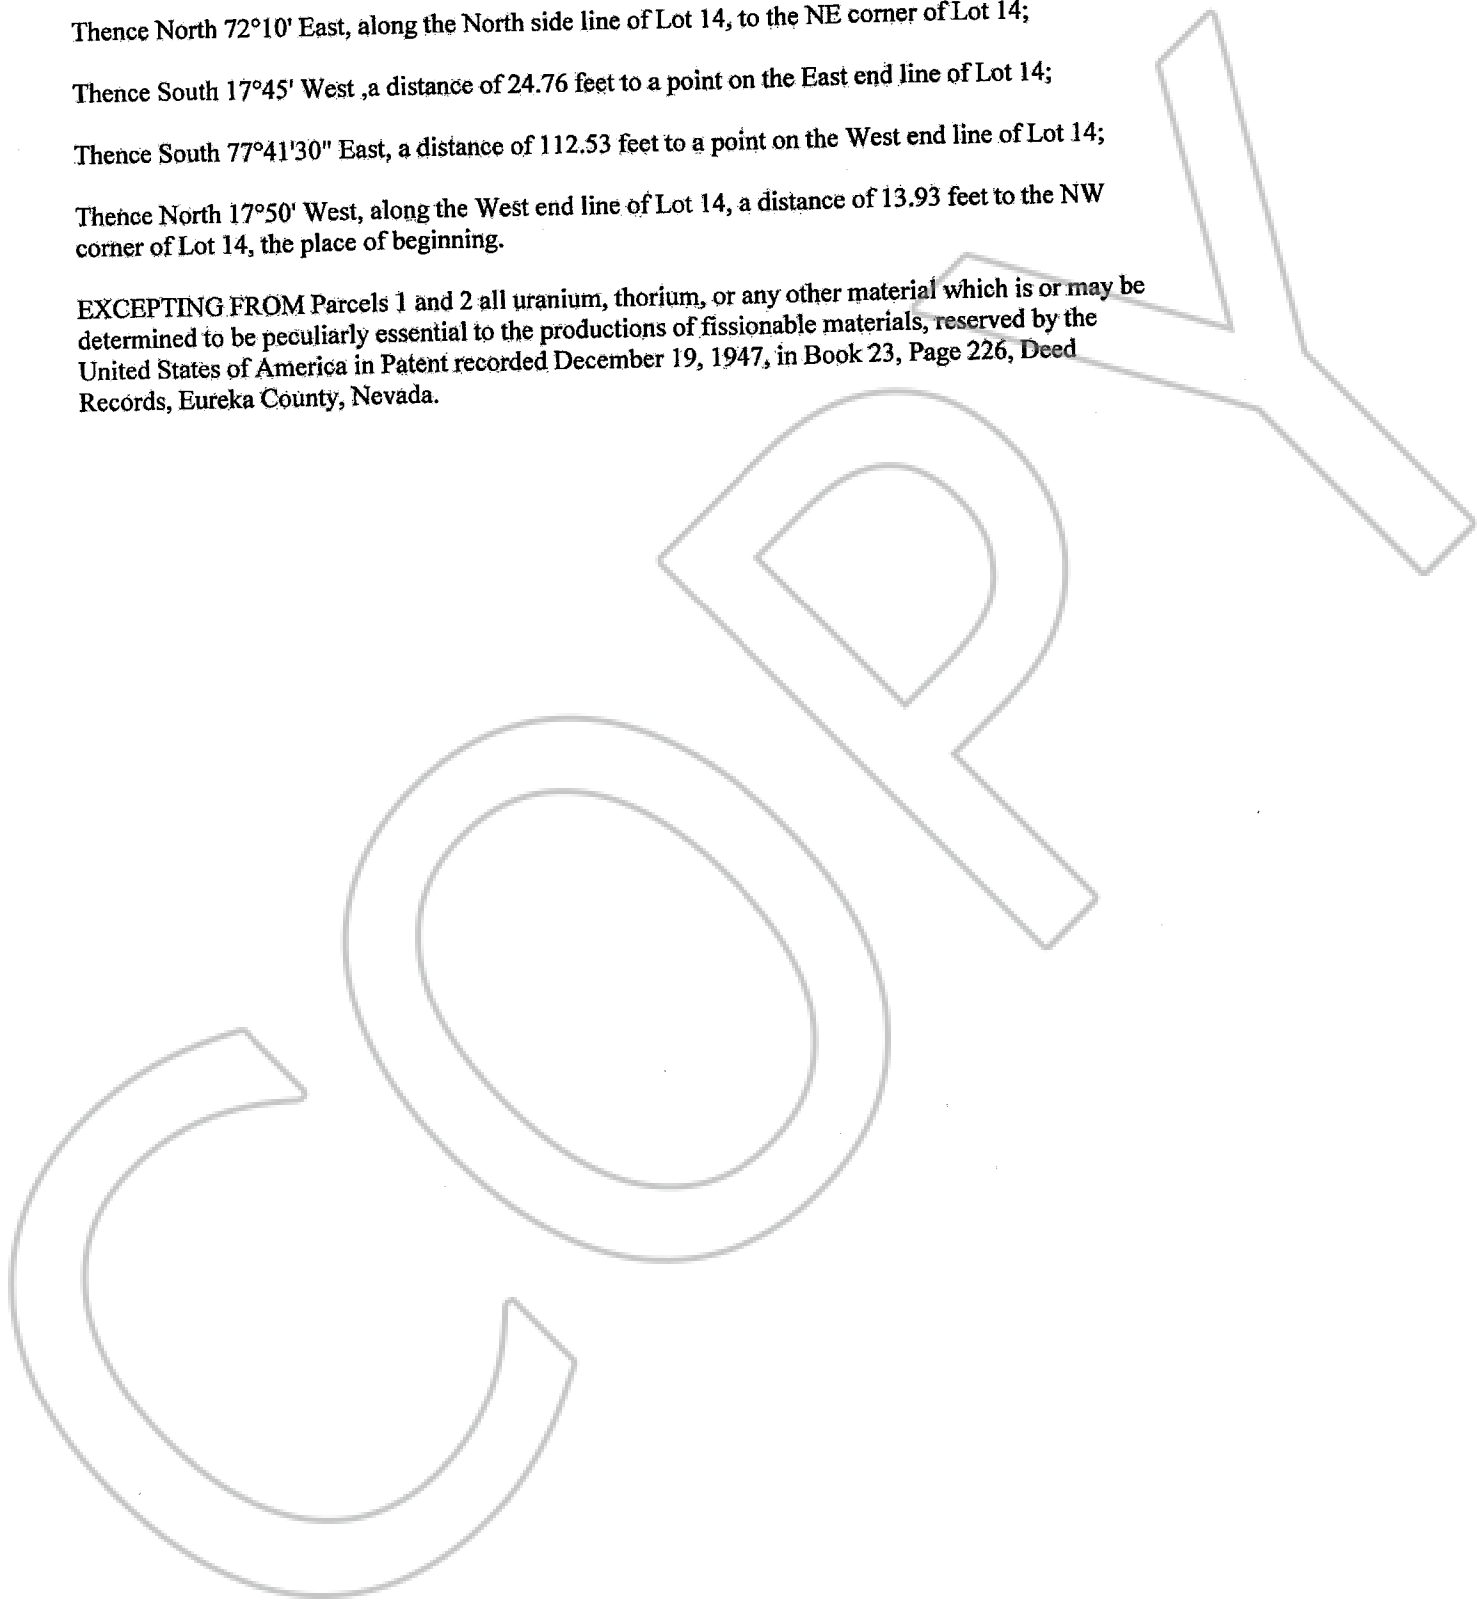 Thence North 72°10' East, along the North side line of Lot 14, to the NE corner of Lot 14;
Thence South 17°45' West ,a distance of 24.76 feet to a point on the East end line of Lot 14;
Thence South 77°41'30" East, a distance of 112.53 feet to a point on the West end line of Lot 14;
Thence North 17°50' West, along the West end line of Lot 14, a distance of 13.93 feet to the NW
corner of Lot 14, the place of beginning.
EXCEPTING FROM Parcels 1 and 2 all uranium, thorium, or any other material which is or may be
determined to be peculiarly essential to the productions of fissionable materials, reserved by the
United States of America in Patent recorded December 19, 1947, in Book 23, Page 226, Deed
Records, Eureka County, Nevada.
COPY